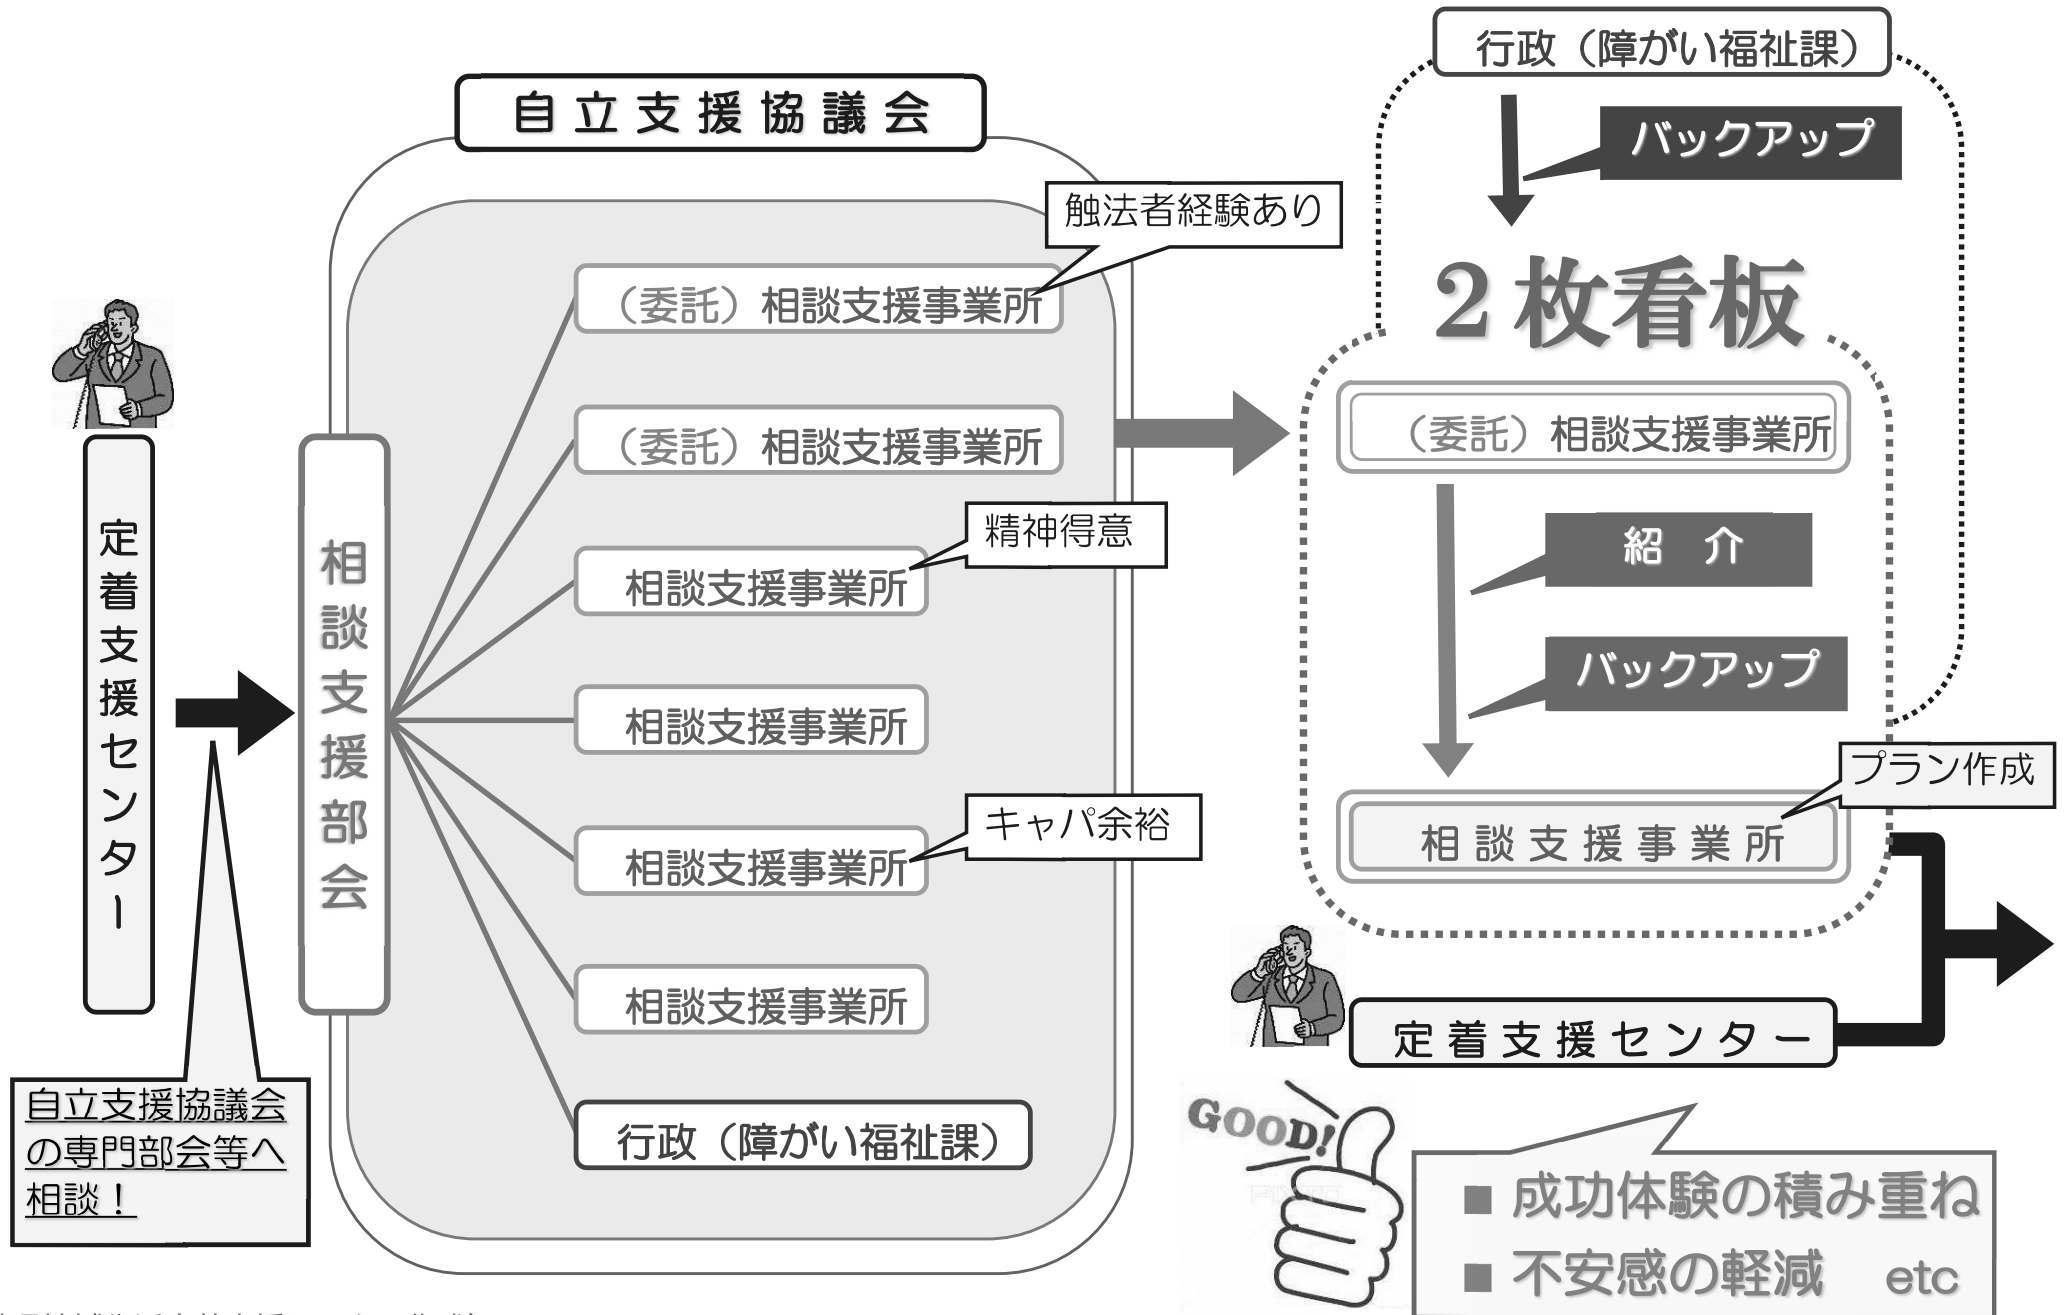 自立支援協議会
定着支援センター
自立支援協議会
の専門部会等へ
相談！
相談支援部会
触法者経験あり
（委託）相談支援事業所
（委託）相談支援事業所
精神得意
相談支援事業所
相談支援事業所
キャパ余裕
相談支援事業所
相談支援事業所
行政（障がい福祉課）
行政（障がい福祉課）
バックアップ
２枚看板
（委託）相談支援事業所
紹　介
バックアップ
プラン作成
相談支援事業所
定着支援センター
GOOD!
■ 成功体験の積み重ね
■ 不安感の軽減　etc